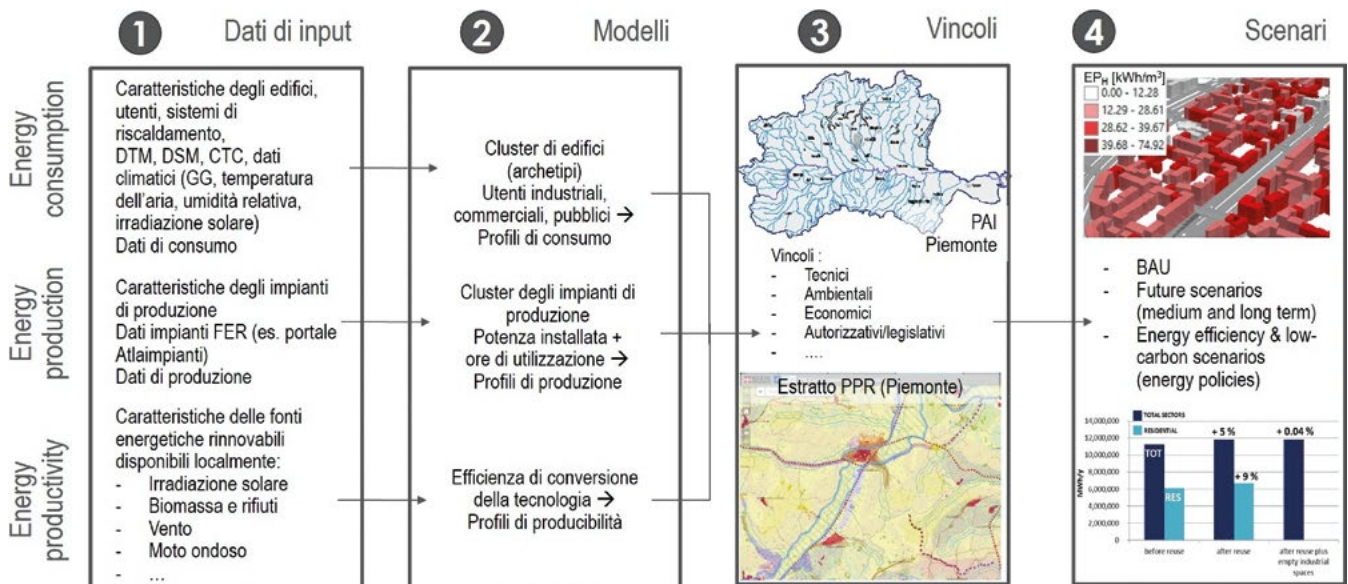 1 Dati di input
2 Modelli
3 Vincoli
4 Scenari
Energy
consumption
Energy
production
Energy
productivity
Caratteristiche degli edifici,
utenti, sistemi di
riscaldamento,
DTM, DSM, CTC, dati
climatici (GG, temperatura
dell'aria, umidità relativa,
irradiazione solare)
Dati di consumo
Caratteristiche degli impianti
di produzione
Dati impianti FER (es. portale
Atlaimpianti)
Dati di produzione
Caratteristiche delle fonti
energetiche rinnovabili
disponibili localmente:
- Irradiazione solare
- Biomassa e rifiuti
- Vento
- Moto ondoso
- ...
Cluster di edifici
(archetipi)
Utenti industriali,
commerciali, pubblici →
Profili di consumo
Cluster degli impianti di
produzione
Potenza installata +
ore di utilizzazione →
Profili di produzione
Efficienza di conversione
della tecnologia →
Profili di producibilità
PAI
Piemonte
Vincoli :
- Tecnici
- Ambientali
- Economici
- Autorizzativi/legislativi
- ....
Estratto PPR (Piemonte)
EPH [kWh/m³]
0.00 - 12.28
12.29 - 28.61
28.62 - 39.67
39.68 - 74.92
- BAU
- Future scenarios
(medium and long term)
- Energy efficiency & low-
carbon scenarios
(energy policies)
TOTAL SECTORS
RESIDENTIAL
MWh/y
14,000,000
12,000,000
10,000,000
8,000,000
6,000,000
4,000,000
2,000,000
0
TOT
RES
+ 5 %
+ 9 %
+ 0.04 %
before reuse
after reuse
after reuse plus
empty industrial
spaces